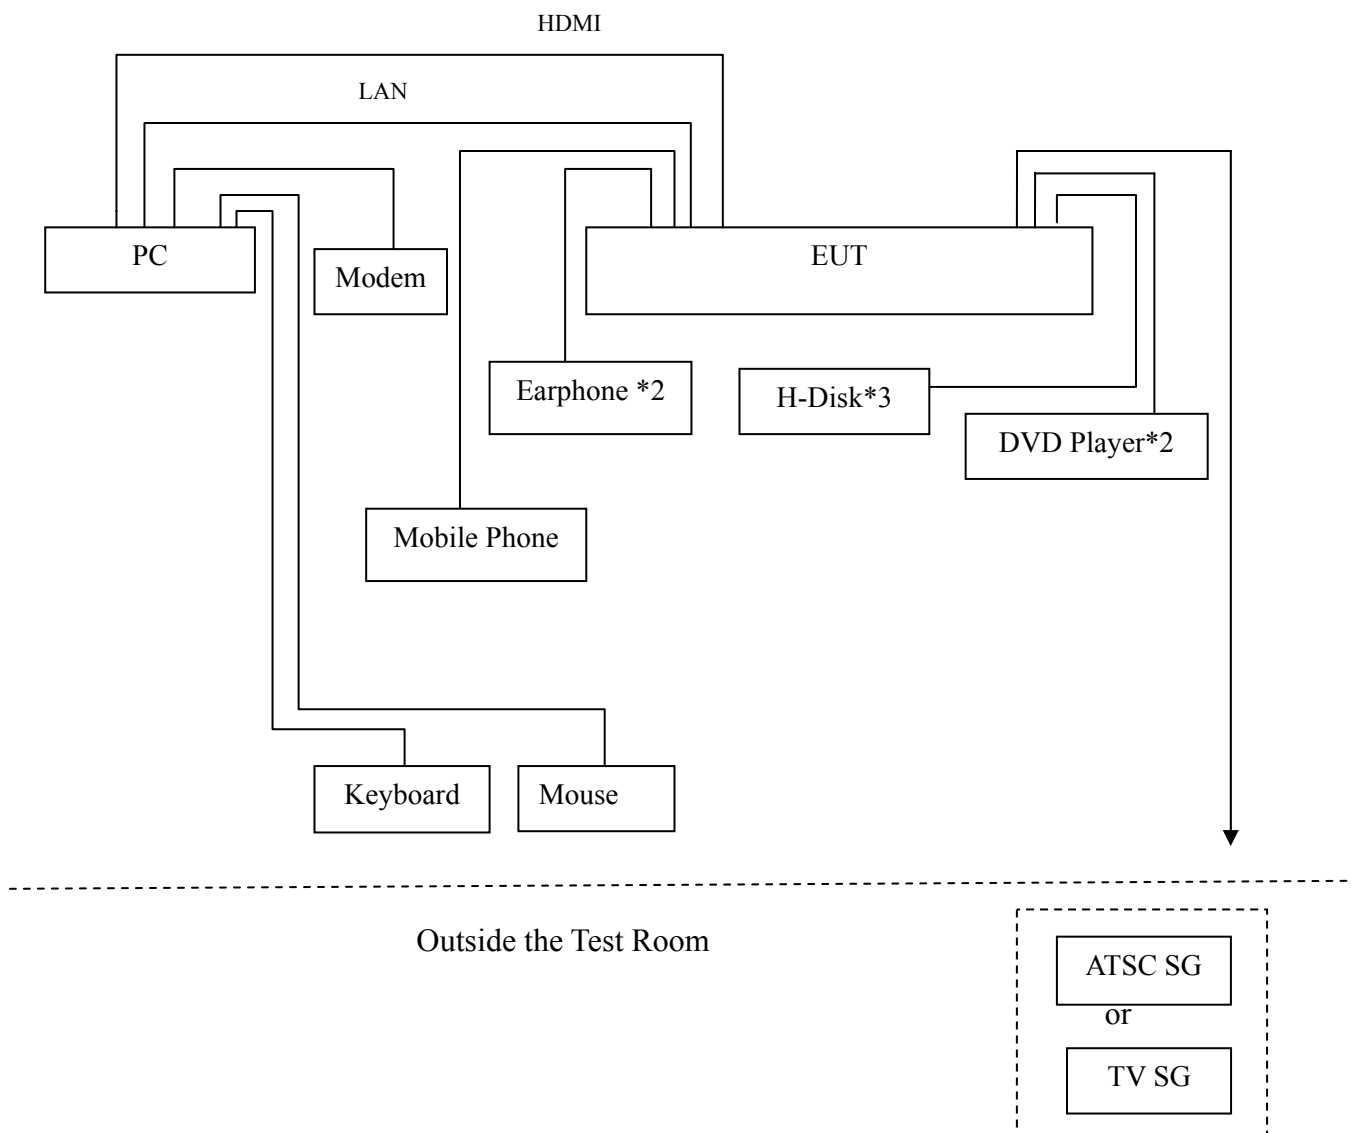 HDMI
LAN
PC
EUT
Modem
Earphone *2
H-Disk*3
DVD Player*2
Mobile Phone
Keyboard
Mouse
Outside the Test Room
ATSC SG
or
TV SG